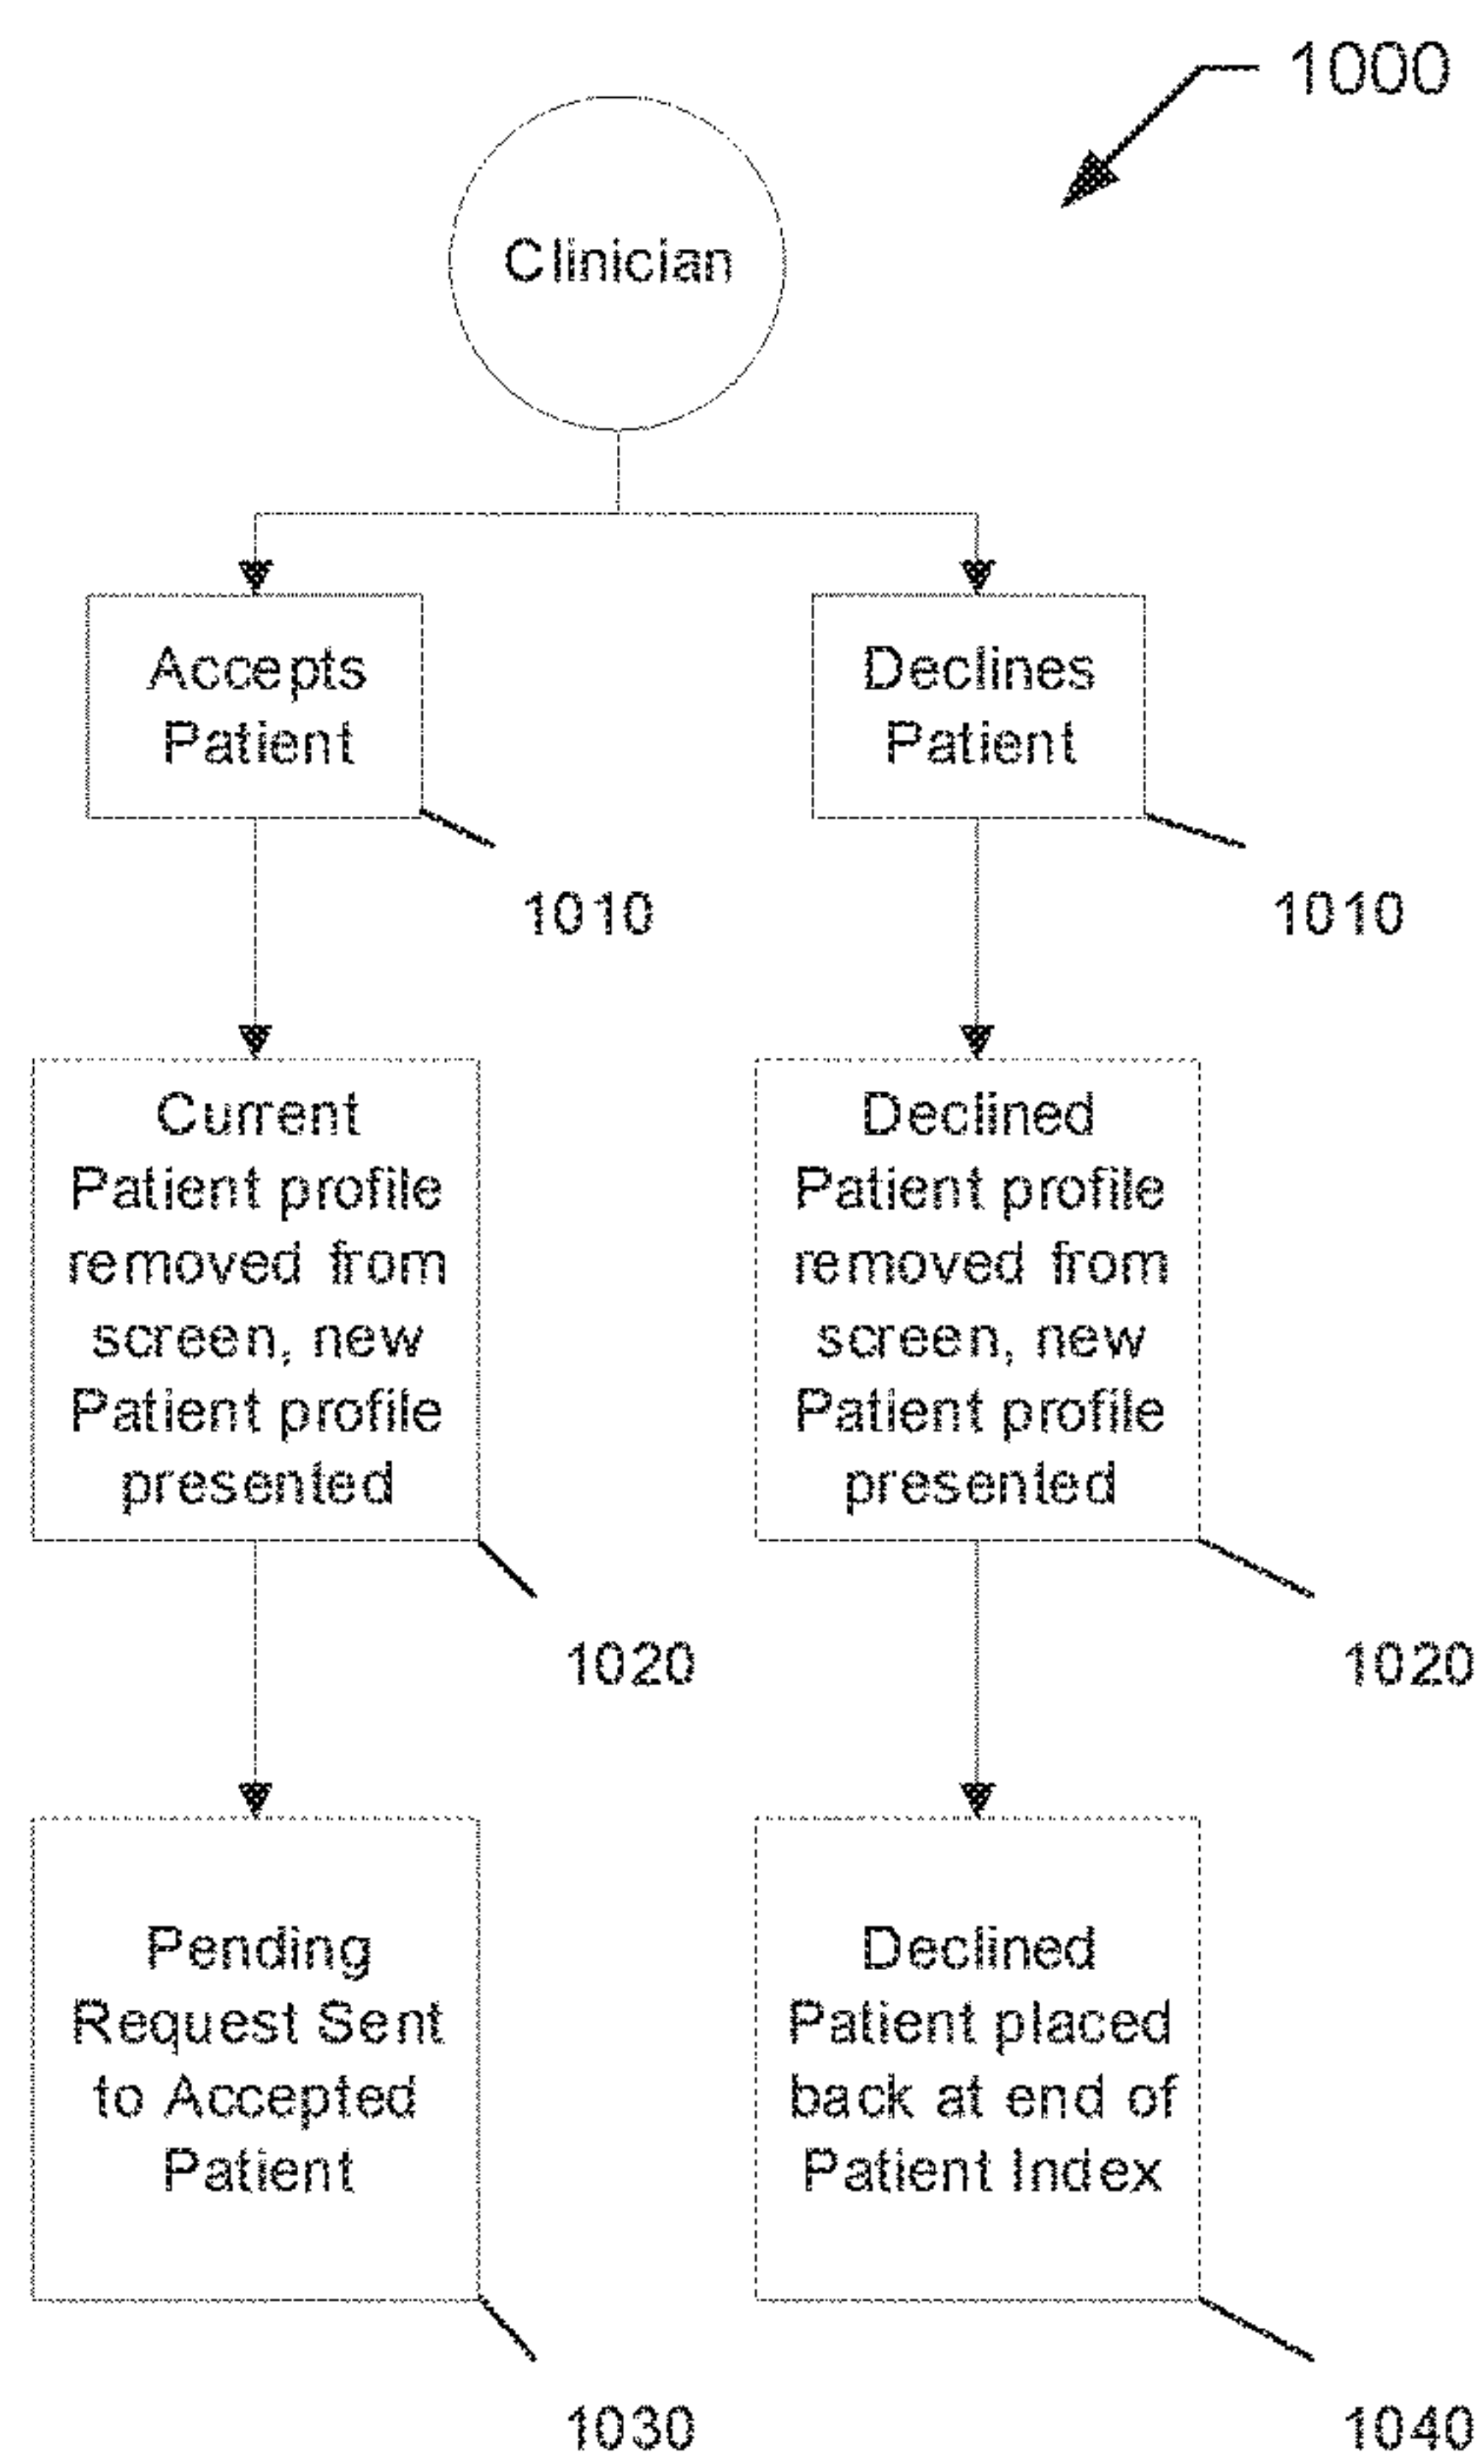 1000
Clinician
Accepts
Patient
1010
Declines
Patient
1010
Current
Patient profile
removed from
screen, new
Patient profile
presented
1020
Declined
Patient profile
removed from
screen, new
Patient profile
presented
1020
Pending
Request Sent
to Accepted
Patient
1030
Declined
Patient placed
back at end of
Patient Index
1040